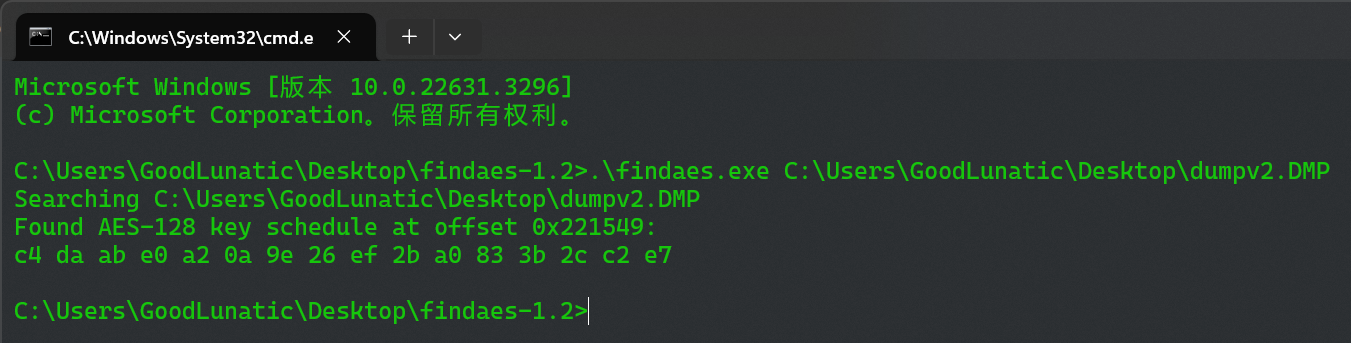 C:\Windows\System32\cmd.e
Microsoft Windows [版本 10.0.22631.3296]
(c) Microsoft Corporation。保留所有权利。
C:\Users\GoodLunatic\Desktop\findaes-1.2>.\findaes.exe C:\Users\GoodLunatic\Desktop\dumpv2.DMP
Searching C:\Users\GoodLunatic\Desktop\dumpv2.DMP
Found AES-128 key schedule at offset 0x221549:
c4 da ab e0 a2 0a 9e 26 ef 2b a0 83 3b 2c c2 e7
C:\Users\GoodLunatic\Desktop\findaes-1.2>